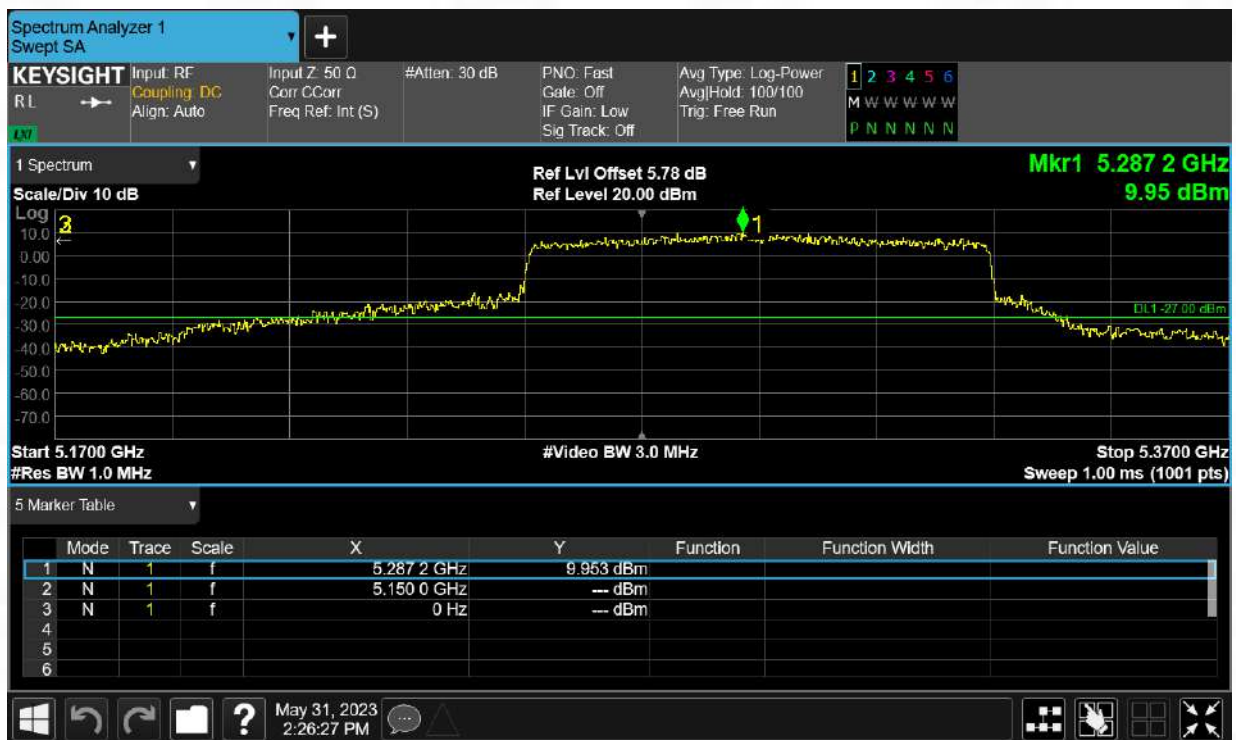 Spectrum Analyzer 1
Swept SA
+
KEYSIGHT
RL
LXI
Input: RF
Coupling: DC
Align: Auto
Input Z: 50 Ω
Corr CCorr
Freq Ref: Int (S)
#Atten: 30 dB
PNO: Fast
Gate: Off
IF Gain: Low
Sig Track: Off
Avg Type: Log-Power
Avg|Hold: 100/100
Trig: Free Run
1 2 3 4 5 6
M W W W W W
P N N N N N
1 Spectrum
Scale/Div 10 dB
Ref Lvl Offset 5.78 dB
Ref Level 20.00 dBm
Mkr1 5.287 2 GHz
9.95 dBm
Log
3
1
10.0
0.00
-10.0
-20.0
-30.0
-40.0
-50.0
-60.0
-70.0
DL1 -27.00 dBm
Start 5.1700 GHz
#Res BW 1.0 MHz
#Video BW 3.0 MHz
Stop 5.3700 GHz
Sweep 1.00 ms (1001 pts)
5 Marker Table
Mode Trace Scale X Y Function Function Width Function Value
1 N 1 f 5.287 2 GHz 9.953 dBm
2 N 1 f 5.150 0 GHz --- dBm
3 N 1 f 0 Hz --- dBm
4
5
6
?
May 31, 2023
2:26:27 PM